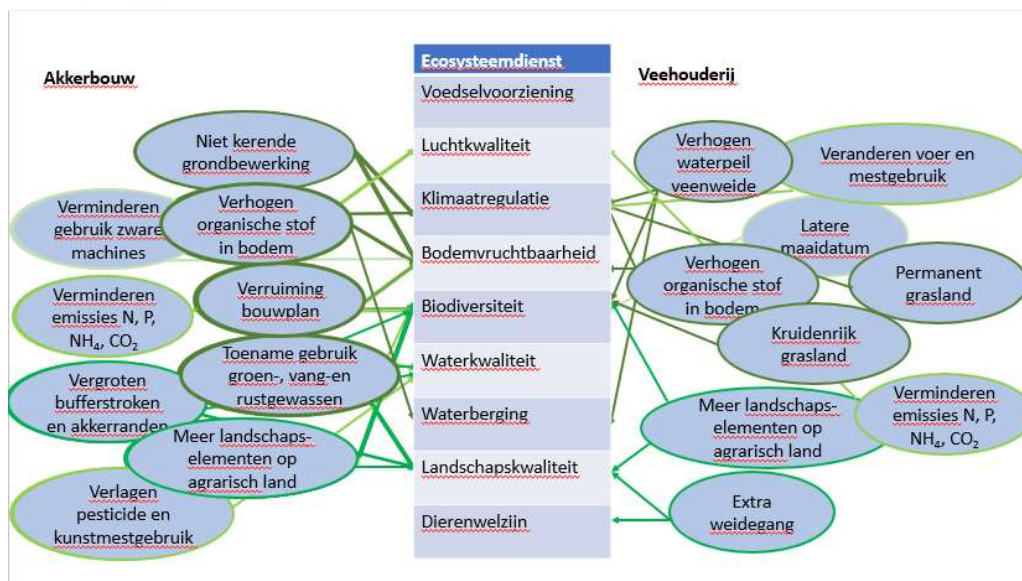 Akkerbouw
Niet kerende
grondbewerking
Verminderen
gebruik zware
machines
Verhogen
organische stof
in bodem
Verminderen
emissies N, P,
NH₄, CO₂
Verruiming
bouwplan
Toename gebruik
groen-, vang-en
rustgewassen
Vergroten
bufferstroken
en akkerranden
Meer landschaps-
elementen op
agrarisch land
Verlagen
pesticide en
kunstmestgebruik
Ecosysteemdienst
Voedselvoorziening
Luchtkwaliteit
Klimaatregulatie
Bodemvruchtbaarheid
Biodiversiteit
Waterkwaliteit
Waterberging
Landschapskwaliteit
Dierenwelzijn
Veehouderij
Verhogen
waterpeil
veenweide
Veranderen voer en
mestgebruik
Latere
maaidatum
Verhogen
organische stof
in bodem
Permanent
grasland
Kruidenrijk
grasland
Meer landschaps-
elementen op
agrarisch land
Verminderen
emissies N, P,
NH₄, CO₂
Extra
weidegang